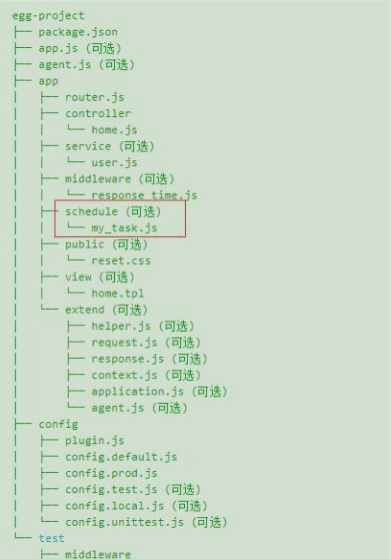 egg-project
├── package.json
├── app.js (可选)
├── agent.js (可选)
├── app
│   ├── router.js
│   ├── controller
│   │   └── home.js
│   ├── service (可选)
│   │   └── user.js
│   ├── middleware (可选)
│   │   └── response_time.js
│   ├── schedule (可选)
│   │   └── my_task.js
│   ├── public (可选)
│   │   └── reset.css
│   ├── view (可选)
│   │   └── home.tpl
│   └── extend (可选)
│       ├── helper.js (可选)
│       ├── request.js (可选)
│       ├── response.js (可选)
│       ├── context.js (可选)
│       ├── application.js (可选)
│       └── agent.js (可选)
├── config
│   ├── plugin.js
│   ├── config.default.js
│   ├── config.prod.js
│   ├── config.test.js (可选)
│   ├── config.local.js (可选)
│   └── config.unittest.js (可选)
└── test
    ├── middleware